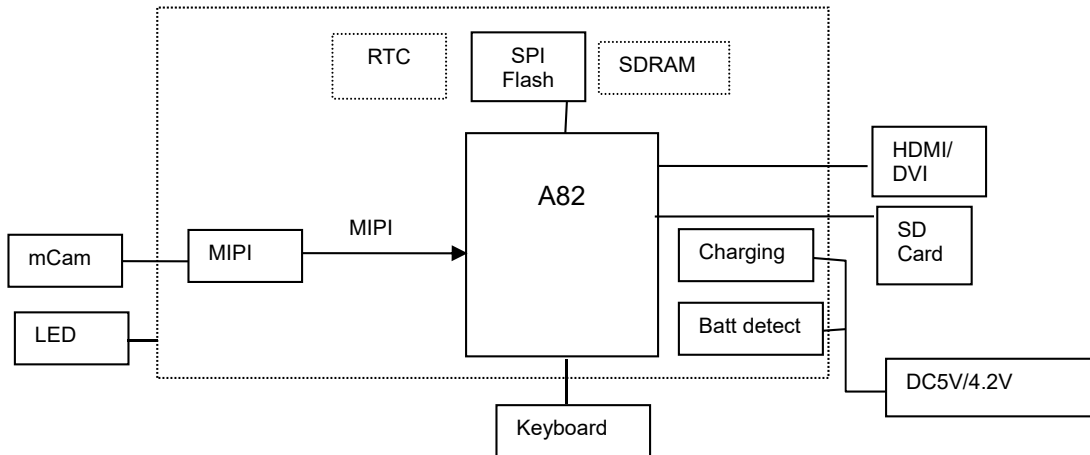 RTC
SPI
Flash
SDRAM
A82
HDMI/
DVI
SD
Card
MIPI
mCam
MIPI
Charging
LED
Batt detect
DC5V/4.2V
Keyboard